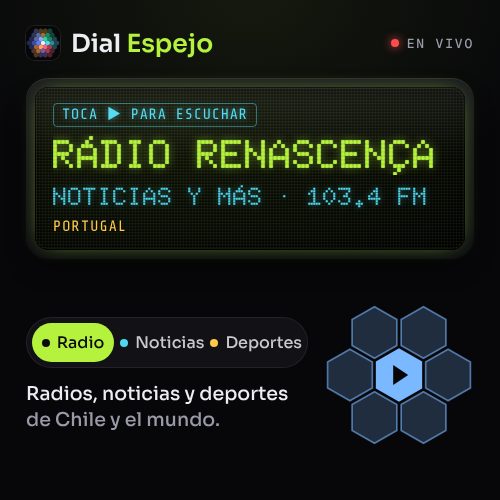 Dial Espejo
EN VIVO
TOCA ▶ PARA ESCUCHAR
RÁDIO RENASCENÇA
NOTICIAS Y MÁS · 103.4 FM
PORTUGAL
Radio Noticias Deportes
Radios, noticias y deportes
de Chile y el mundo.